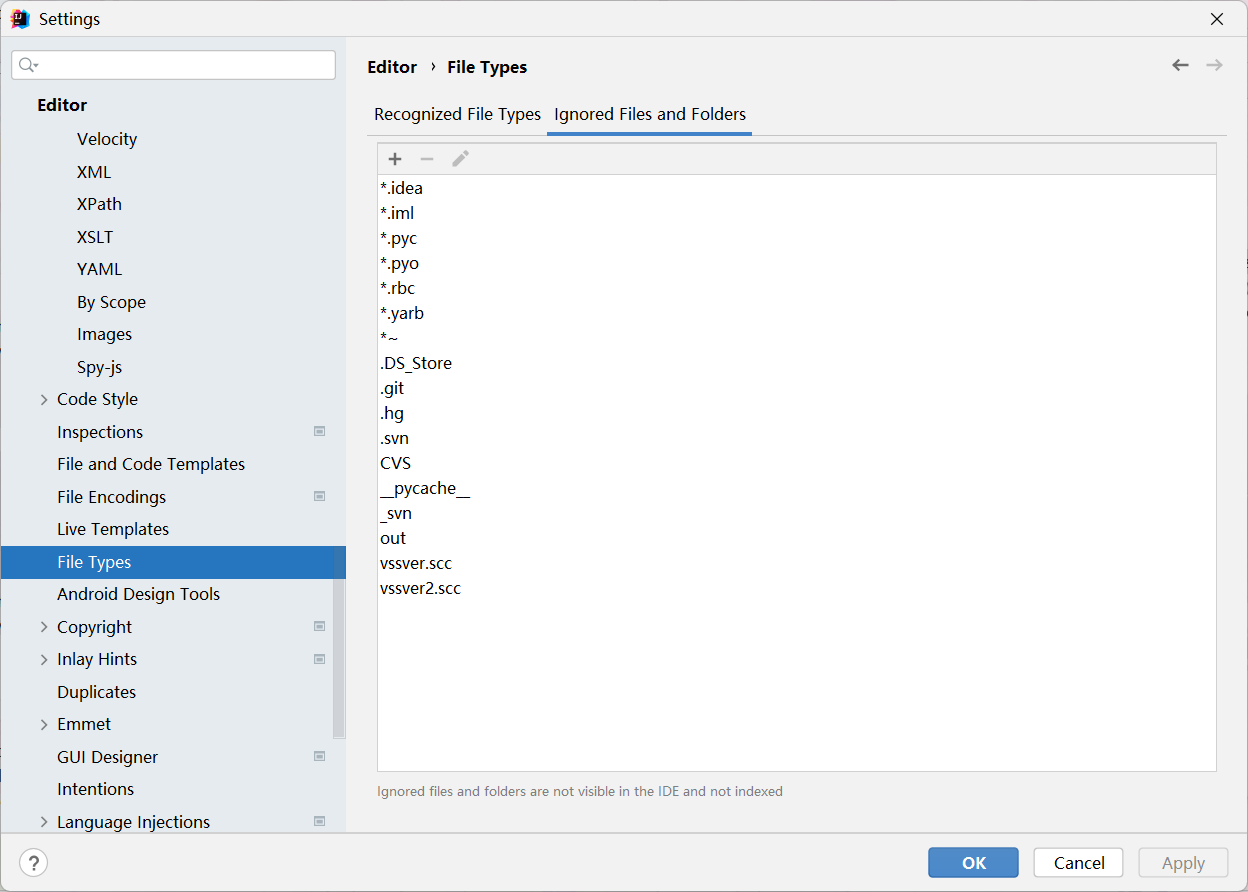 Settings
Editor
Velocity
XML
XPath
XSLT
YAML
By Scope
Images
Spy-js
Code Style
Inspections
File and Code Templates
File Encodings
Live Templates
File Types
Android Design Tools
Copyright
Inlay Hints
Duplicates
Emmet
GUI Designer
Intentions
Language Injections
Editor › File Types
Recognized File Types Ignored Files and Folders
*.idea
*.iml
*.pyc
*.pyo
*.rbc
*.yarb
*~
.DS_Store
.git
.hg
.svn
CVS
__pycache__
_svn
out
vssver.scc
vssver2.scc
Ignored files and folders are not visible in the IDE and not indexed
? OK Cancel Apply